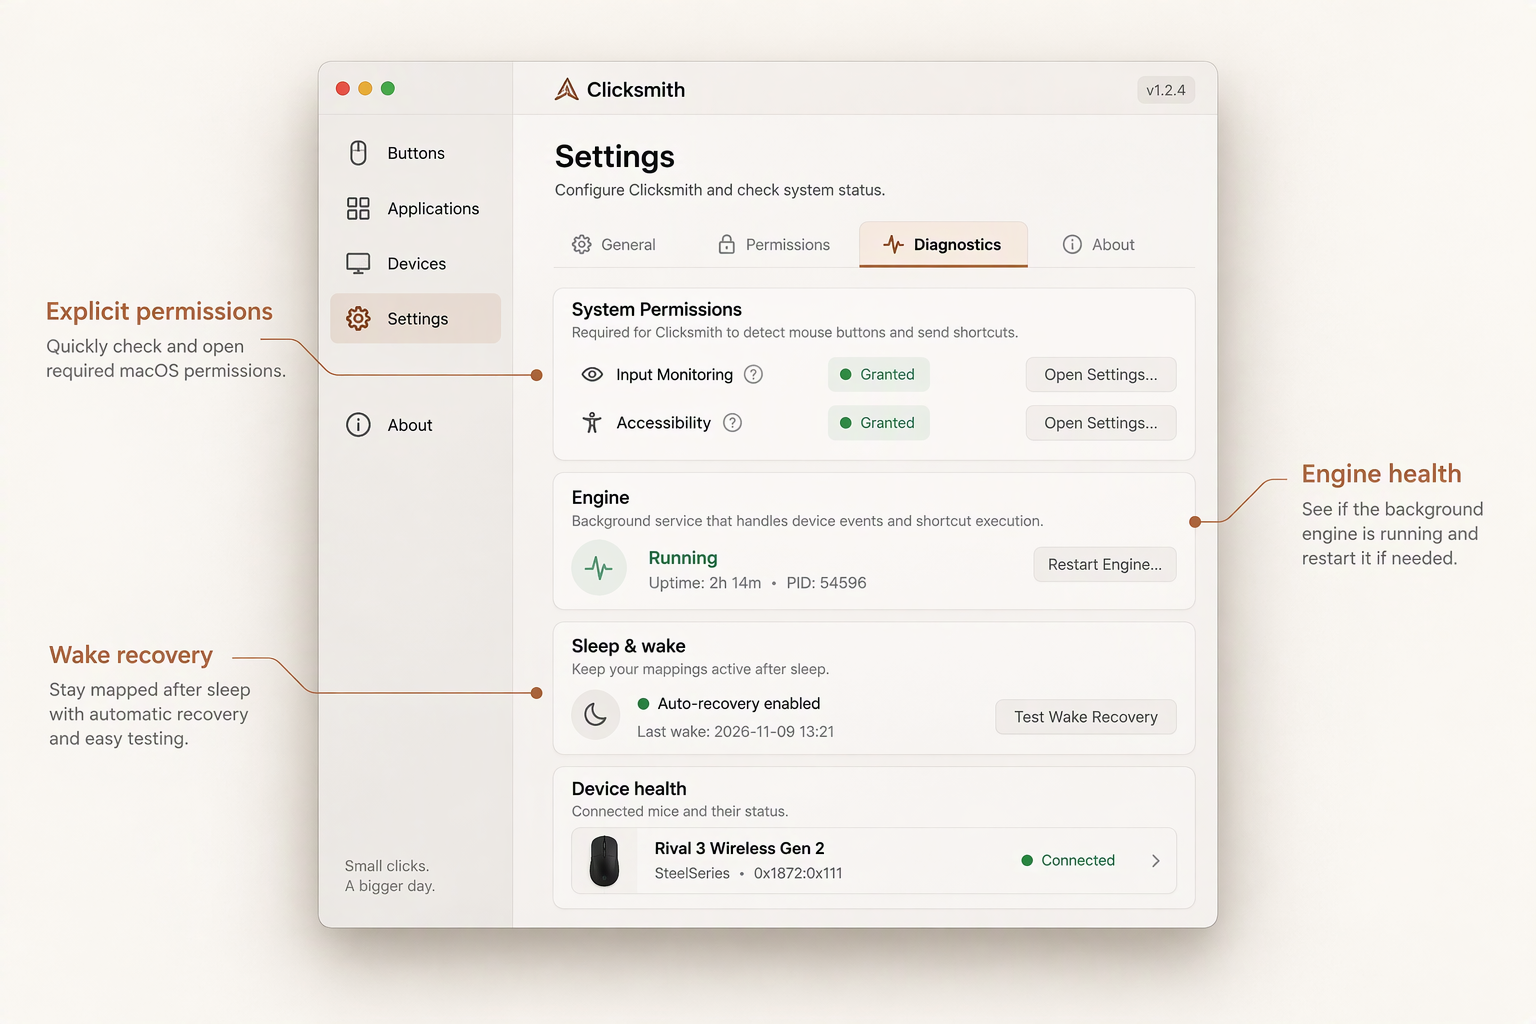 Clicksmith
v1.2.4
Buttons
Applications
Devices
Settings
About
Small clicks.
A bigger day.
Settings
Configure Clicksmith and check system status.
General
Permissions
Diagnostics
About
System Permissions
Required for Clicksmith to detect mouse buttons and send shortcuts.
Input Monitoring ? Granted Open Settings...
Accessibility ? Granted Open Settings...
Engine
Background service that handles device events and shortcut execution.
Running
Uptime: 2h 14m • PID: 54596
Restart Engine...
Sleep & wake
Keep your mappings active after sleep.
Auto-recovery enabled
Last wake: 2026-11-09 13:21
Test Wake Recovery
Device health
Connected mice and their status.
Rival 3 Wireless Gen 2
SteelSeries • 0x1872:0x111
Connected
Explicit permissions
Quickly check and open
required macOS permissions.
Wake recovery
Stay mapped after sleep
with automatic recovery
and easy testing.
Engine health
See if the background
engine is running and
restart it if needed.